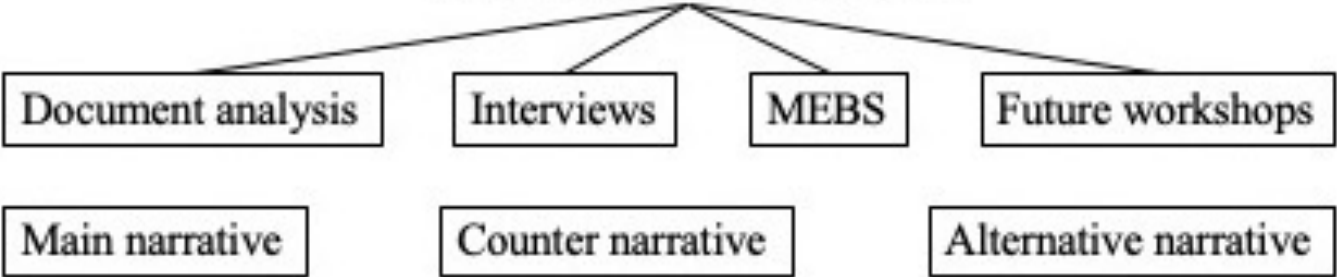 Document analysis Interviews MEBS Future workshops
Main narrative Counter narrative Alternative narrative